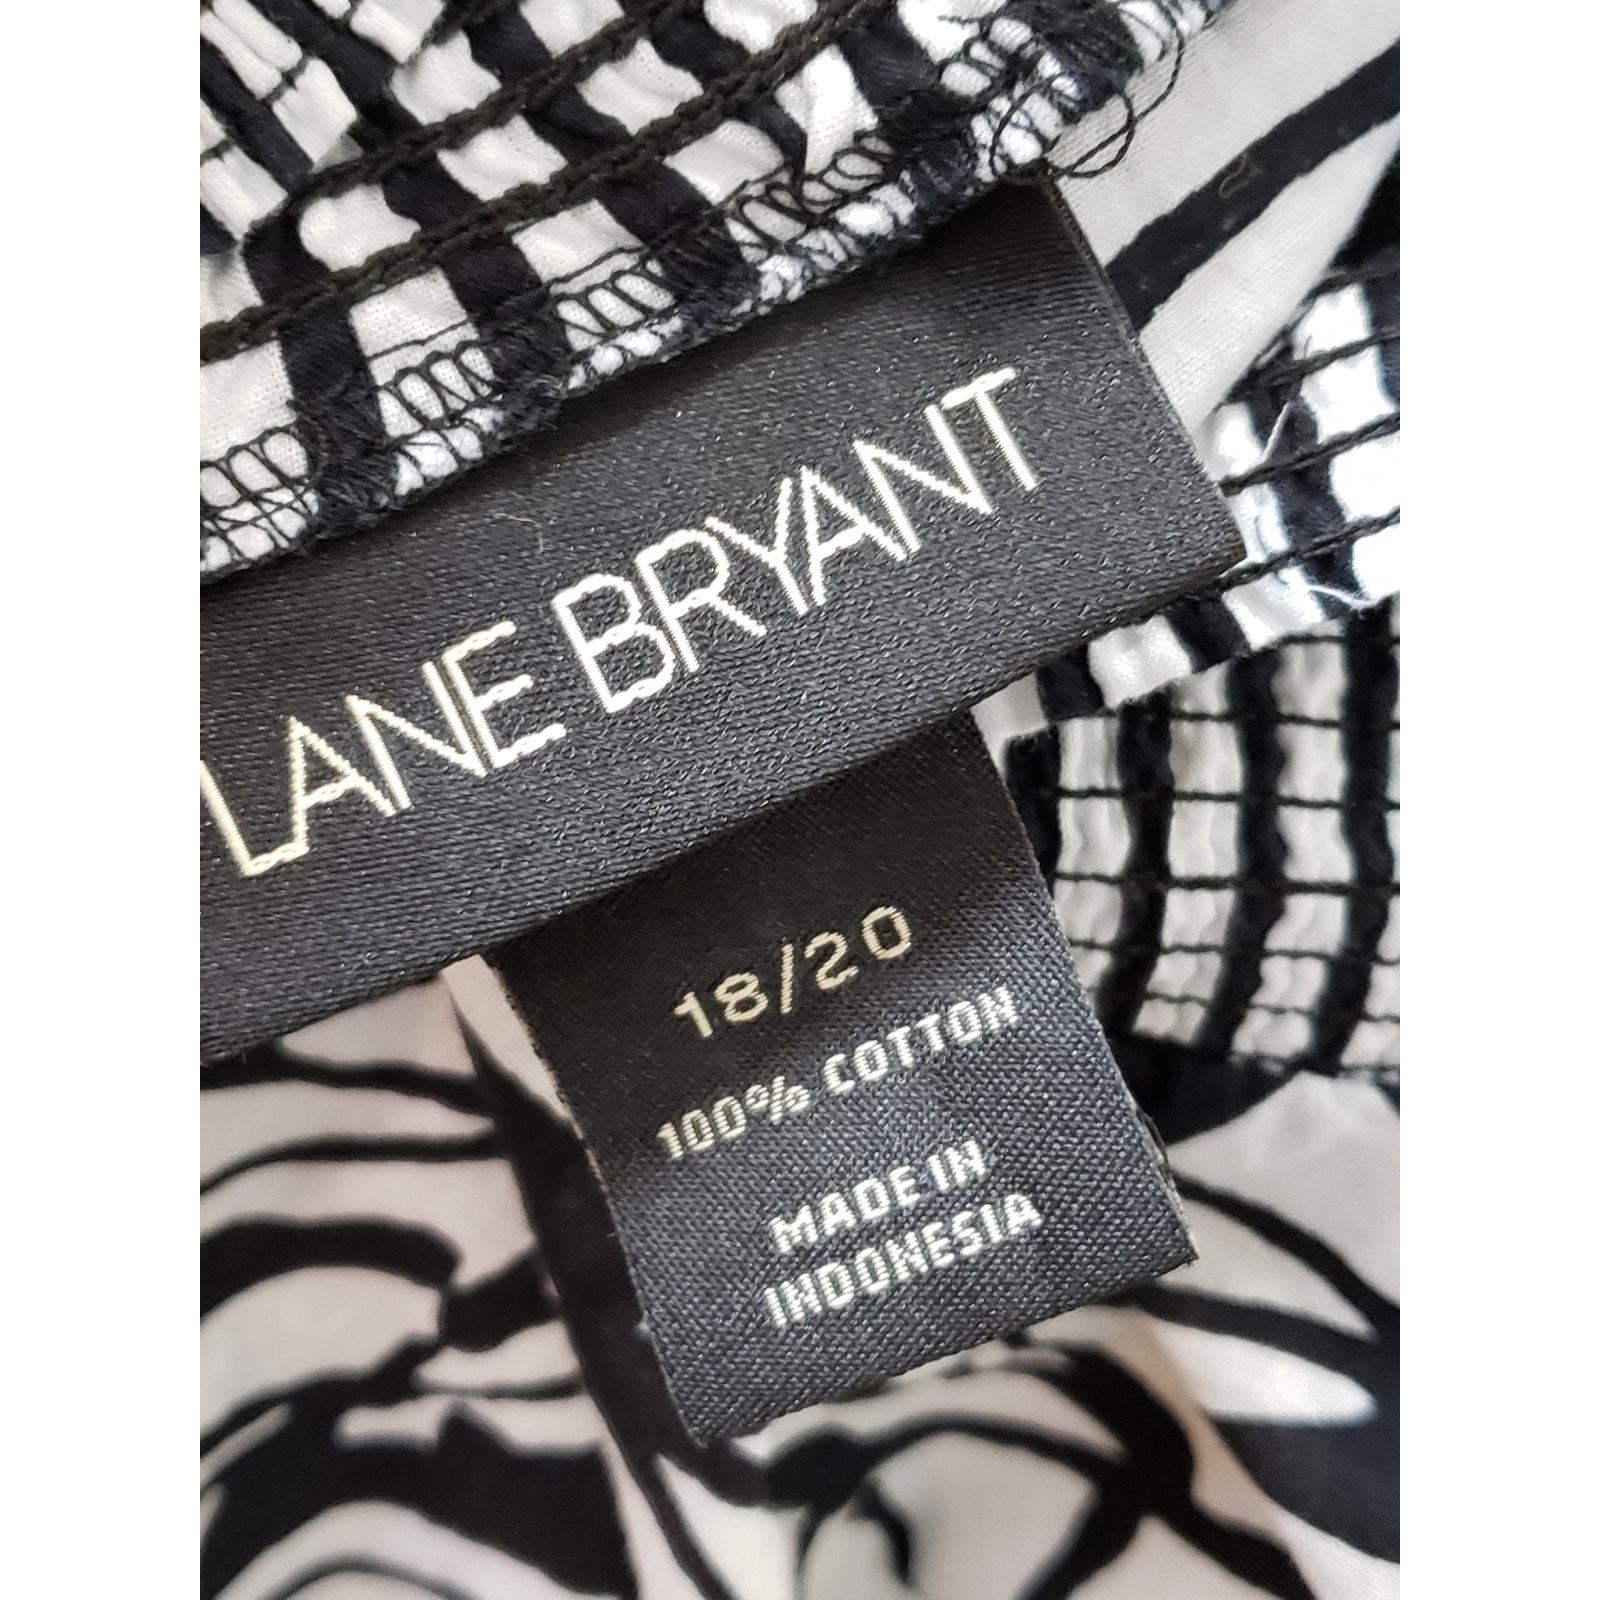 LANE BRYANT
18/20
100% COTTON
MADE IN
INDONESIA